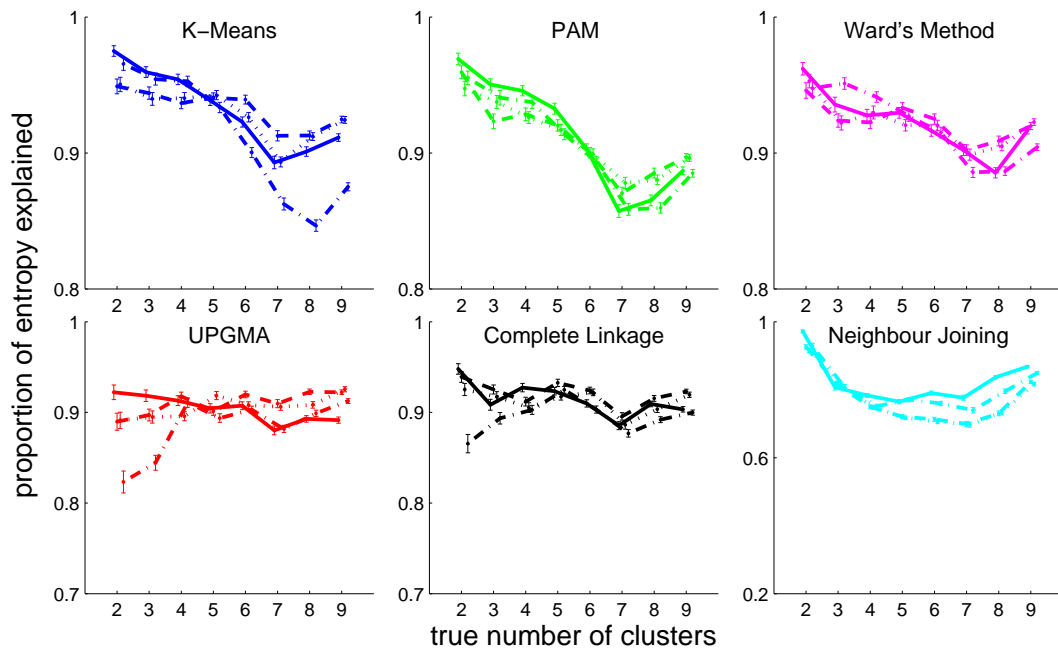 proportion of entropy explained
K−Means
1
0.9
0.8
2 3 4 5 6 7 8 9
PAM
1
0.9
0.8
2 3 4 5 6 7 8 9
Ward's Method
1
0.9
0.8
2 3 4 5 6 7 8 9
UPGMA
1
0.9
0.8
0.7
2 3 4 5 6 7 8 9
Complete Linkage
1
0.9
0.8
0.7
2 3 4 5 6 7 8 9
Neighbour Joining
1
0.6
0.2
2 3 4 5 6 7 8 9
true number of clusters